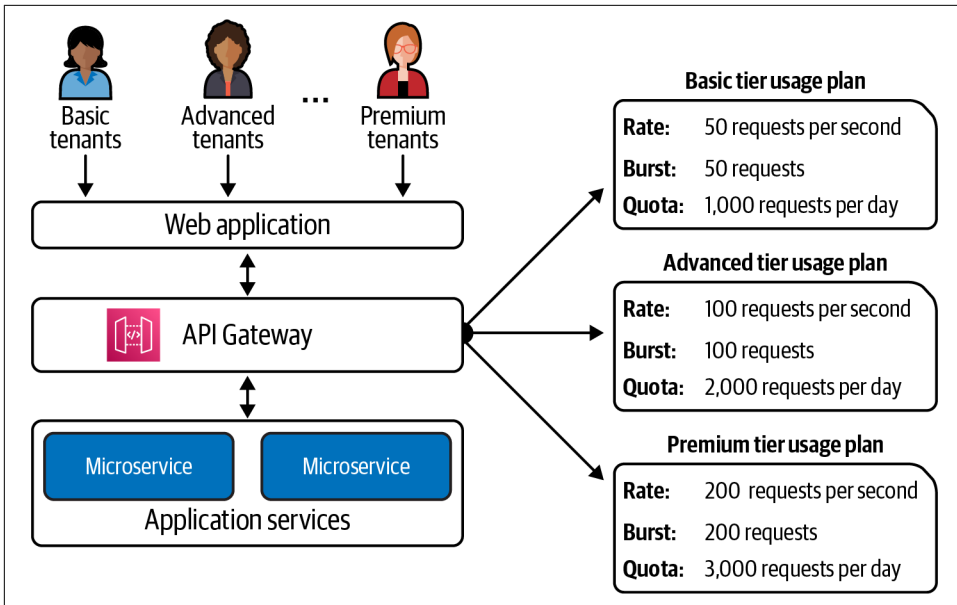 Basic
tenants
Advanced
tenants
...
Premium
tenants
Web application
API Gateway
</>
Microservice
Microservice
Application services
Basic tier usage plan
Rate: 50 requests per second
Burst: 50 requests
Quota: 1,000 requests per day
Advanced tier usage plan
Rate: 100 requests per second
Burst: 100 requests
Quota: 2,000 requests per day
Premium tier usage plan
Rate: 200 requests per second
Burst: 200 requests
Quota: 3,000 requests per day